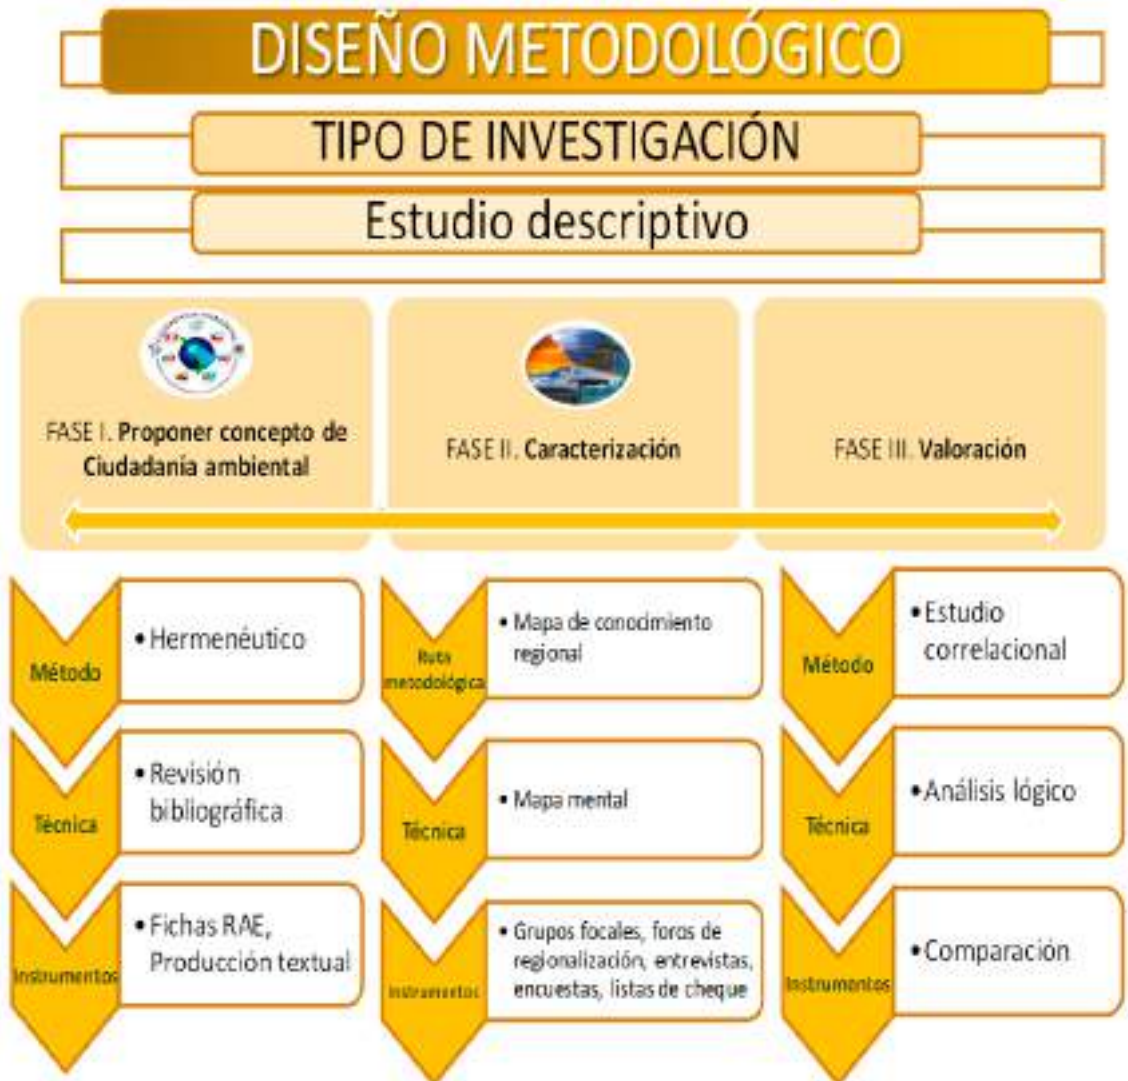 DISEÑO METODOLÓGICO
TIPO DE INVESTIGACIÓN
Estudio descriptivo
FASE I. Proponer concepto de
Ciudadanía ambiental
FASE II. Caracterización
FASE III. Valoración
Método
• Hermenéutico
Técnica
• Revisión
bibliográfica
Instrumentos
• Fichas RAE,
Producción textual
Ruta
metodológica
• Mapa de conocimiento
regional
Técnica
• Mapa mental
Instrumentos
• Grupos focales, foros de
regionalización, entrevistas,
encuestas, listas de cheque
Método
• Estudio
correlacional
Técnica
• Análisis lógico
Instrumentos
• Comparación